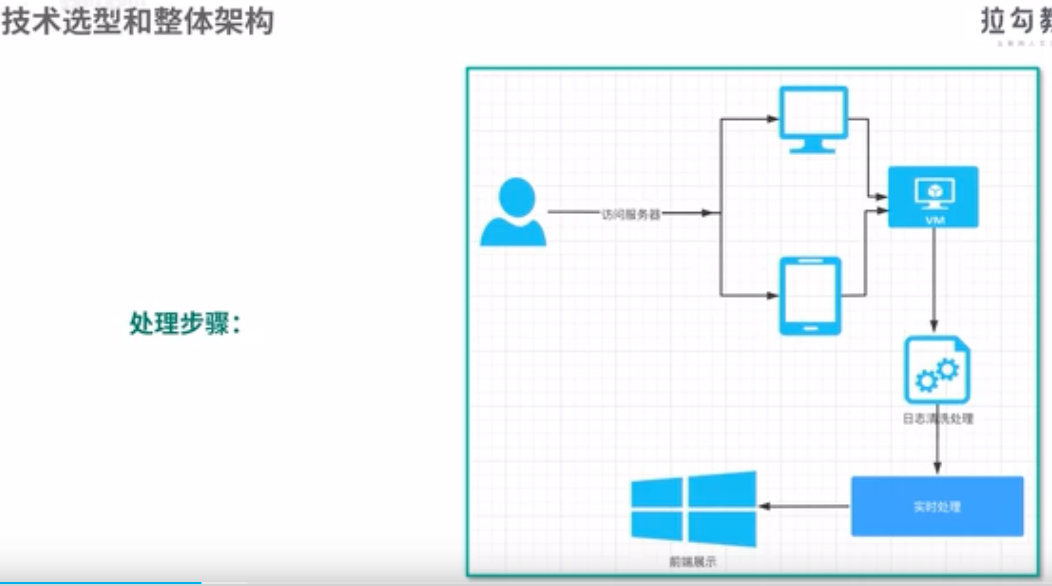 技术选型和整体架构
拉勾教
访问服务器
VM
处理步骤：
日志清洗处理
实时处理
前端展示